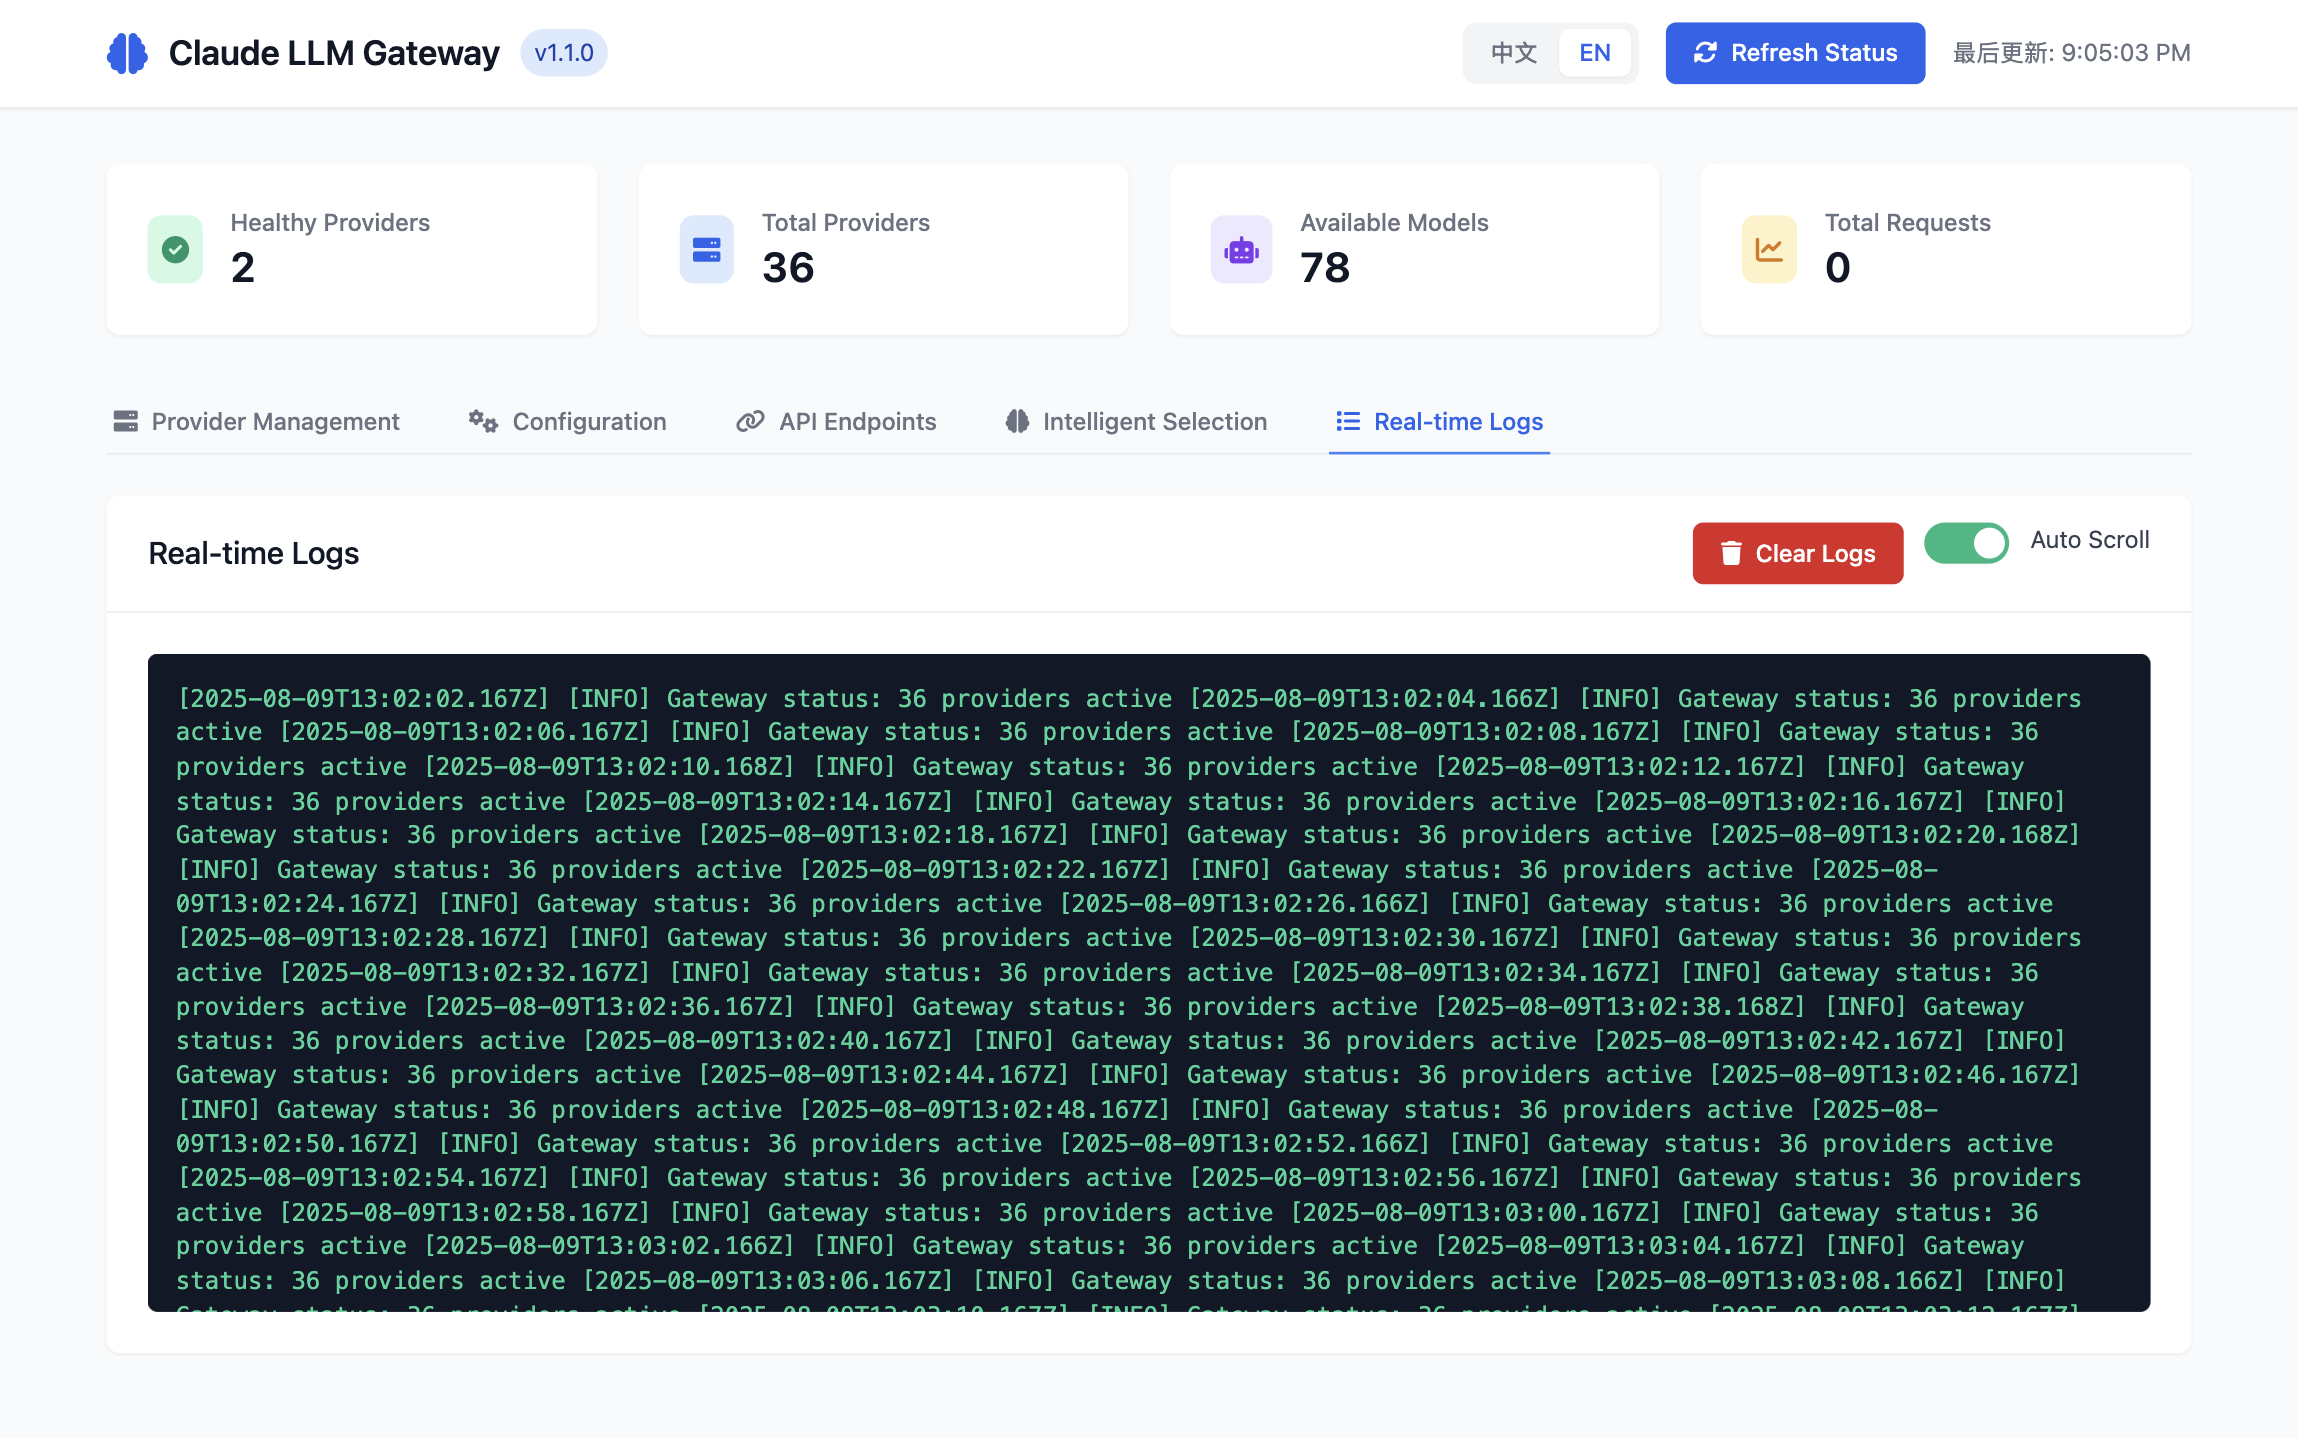 Claude LLM Gateway v1.1.0 中文 EN Refresh Status 最后更新: 9:05:03 PM
Healthy Providers
2
Total Providers
36
Available Models
78
Total Requests
0
Provider Management Configuration API Endpoints Intelligent Selection Real-time Logs
Real-time Logs Clear Logs Auto Scroll
[2025-08-09T13:02:02.167Z] [INFO] Gateway status: 36 providers active [2025-08-09T13:02:04.166Z] [INFO] Gateway status: 36 providers
active [2025-08-09T13:02:06.167Z] [INFO] Gateway status: 36 providers active [2025-08-09T13:02:08.167Z] [INFO] Gateway status: 36
providers active [2025-08-09T13:02:10.168Z] [INFO] Gateway status: 36 providers active [2025-08-09T13:02:12.167Z] [INFO] Gateway
status: 36 providers active [2025-08-09T13:02:14.167Z] [INFO] Gateway status: 36 providers active [2025-08-09T13:02:16.167Z] [INFO]
Gateway status: 36 providers active [2025-08-09T13:02:18.167Z] [INFO] Gateway status: 36 providers active [2025-08-09T13:02:20.168Z]
[INFO] Gateway status: 36 providers active [2025-08-09T13:02:22.167Z] [INFO] Gateway status: 36 providers active [2025-08-
09T13:02:24.167Z] [INFO] Gateway status: 36 providers active [2025-08-09T13:02:26.166Z] [INFO] Gateway status: 36 providers active
[2025-08-09T13:02:28.167Z] [INFO] Gateway status: 36 providers active [2025-08-09T13:02:30.167Z] [INFO] Gateway status: 36 providers
active [2025-08-09T13:02:32.167Z] [INFO] Gateway status: 36 providers active [2025-08-09T13:02:34.167Z] [INFO] Gateway status: 36
providers active [2025-08-09T13:02:36.167Z] [INFO] Gateway status: 36 providers active [2025-08-09T13:02:38.168Z] [INFO] Gateway
status: 36 providers active [2025-08-09T13:02:40.167Z] [INFO] Gateway status: 36 providers active [2025-08-09T13:02:42.167Z] [INFO]
Gateway status: 36 providers active [2025-08-09T13:02:44.167Z] [INFO] Gateway status: 36 providers active [2025-08-09T13:02:46.167Z]
[INFO] Gateway status: 36 providers active [2025-08-09T13:02:48.167Z] [INFO] Gateway status: 36 providers active [2025-08-
09T13:02:50.167Z] [INFO] Gateway status: 36 providers active [2025-08-09T13:02:52.166Z] [INFO] Gateway status: 36 providers active
[2025-08-09T13:02:54.167Z] [INFO] Gateway status: 36 providers active [2025-08-09T13:02:56.167Z] [INFO] Gateway status: 36 providers
active [2025-08-09T13:02:58.167Z] [INFO] Gateway status: 36 providers active [2025-08-09T13:03:00.167Z] [INFO] Gateway status: 36
providers active [2025-08-09T13:03:02.166Z] [INFO] Gateway status: 36 providers active [2025-08-09T13:03:04.167Z] [INFO] Gateway
status: 36 providers active [2025-08-09T13:03:06.167Z] [INFO] Gateway status: 36 providers active [2025-08-09T13:03:08.166Z] [INFO]